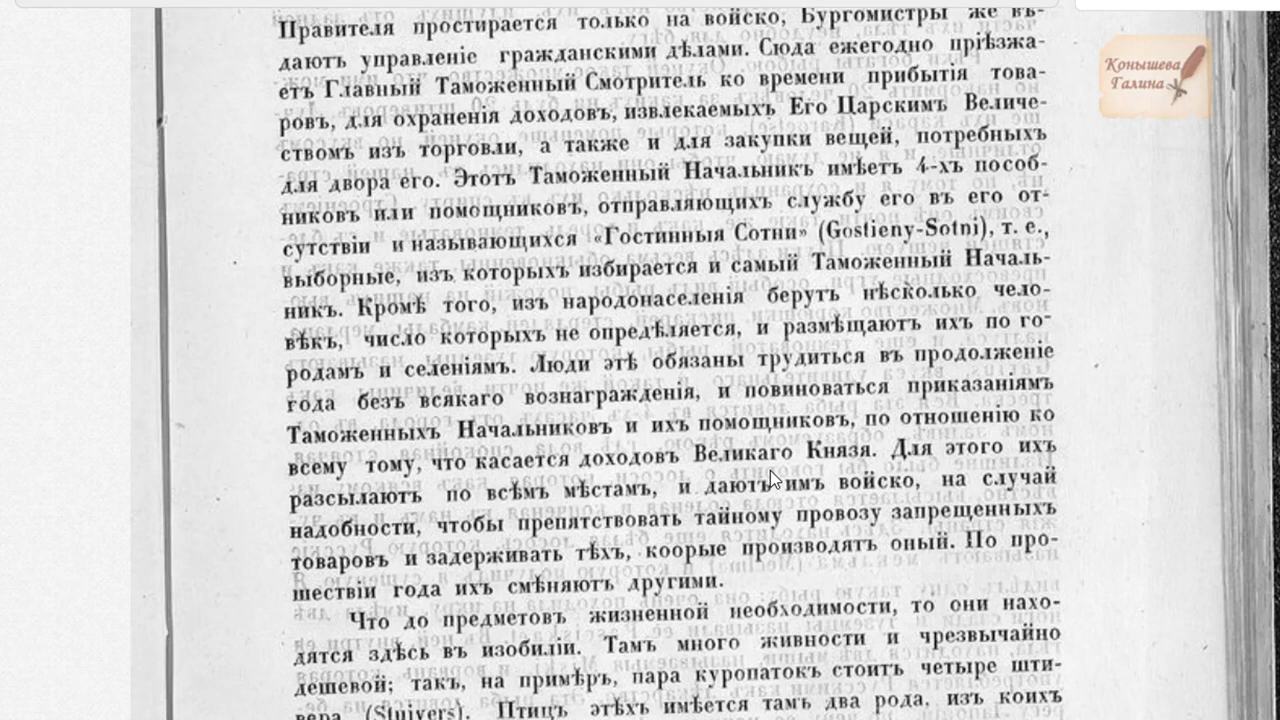 Правителя простирается только на войско, Бургомистры же вѣ-
даютъ управленіе гражданскими дѣлами. Сюда ежегодно пріѣзжа-
етъ Главный Таможенный Смотритель ко времени прибытія това-
ровъ, для охраненія доходовъ, извлекаемыхъ Его Царскимъ Величе-
ствомъ изъ торговли, а также и для закупки вещей, потребныхъ
для двора его. Этотъ Таможенный Начальникъ имѣетъ 4-хъ пособ-
никовъ или помощниковъ, отправляющихъ службу его въ его от-
сутствіи и называющихся «Гостинныя Сотни» (Gostieny-Sotni), т. е.,
выборные, изъ которыхъ избирается и самый Таможенный Началь-
никъ. Кромѣ того, изъ народонаселенія берутъ нѣсколько чело-
вѣкъ, число которыхъ не опредѣляется, и размѣщаютъ ихъ по го-
родамъ и селеніямъ. Люди этѣ обязаны трудиться въ продолженіе
года безъ всякаго вознагражденія, и повиноваться приказаніямъ
Таможенныхъ Начальниковъ и ихъ помощниковъ, по отношенію ко
всему тому, что касается доходовъ Великаго Князя. Для этого ихъ
разсылаютъ по всѣмъ мѣстамъ, и даютъ имъ войско, на случай
надобности, чтобы препятствовать тайному провозу запрещенныхъ
товаровъ и задерживать тѣхъ, коорые производятъ оный. По про-
шествіи года ихъ смѣняютъ другими.
Что до предметовъ жизненной необходимости, то они нахо-
дятся здѣсь въ изобиліи. Тамъ много живности и чрезвычайно
дешевой; такъ, на примѣръ, пара куропатокъ стоитъ четыре шти-
вера (Stuivers). Птицъ этѣхъ имѣется тамъ два рода, изъ коихъ
Конышева
Галина